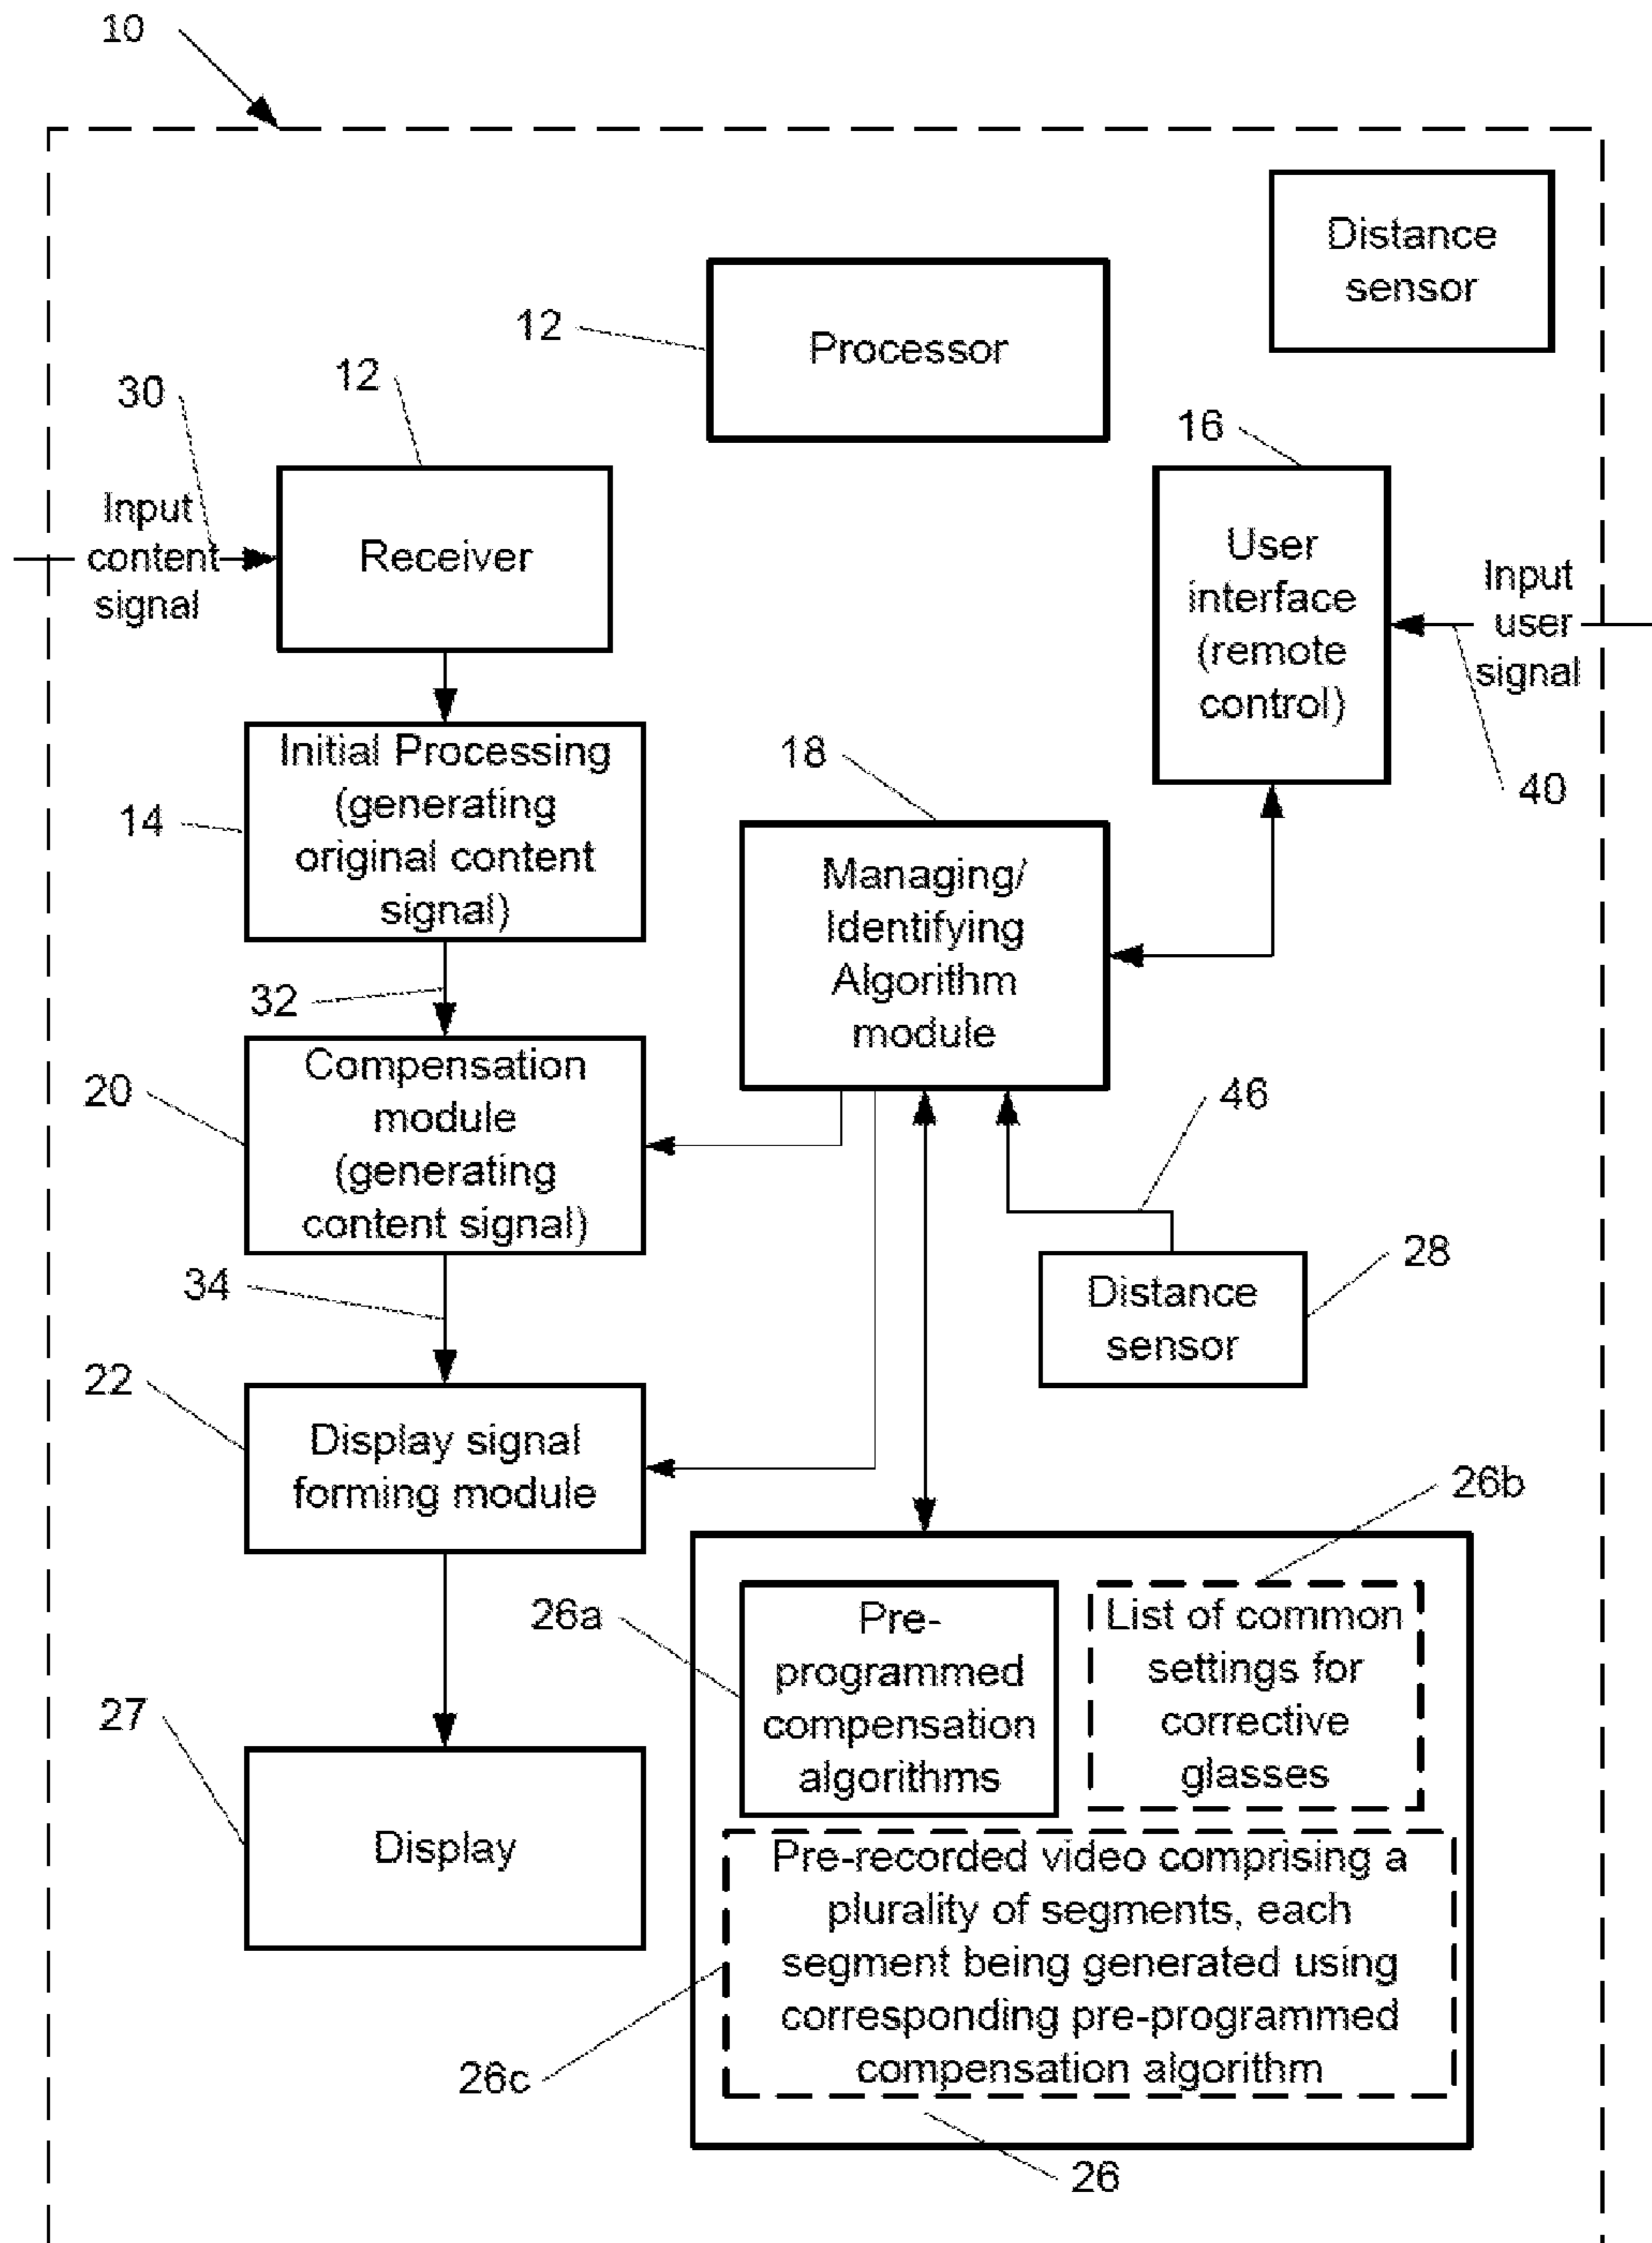 10
Distance
sensor
12
Processor
12
30
Receiver
Input
content
signal
16
User
interface
(remote
control)
Input
user
signal
40
14
Initial Processing
(generating
original content
signal)
18
Managing/
Identifying
Algorithm
module
32
20
Compensation
module
(generating
content signal)
46
34
28
Distance
sensor
22
Display signal
forming module
26b
26a
Pre-
programmed
compensation
algorithms
List of common
settings for
corrective
glasses
27
Display
Pre-recorded video comprising a
plurality of segments, each
segment being generated using
corresponding pre-programmed
compensation algorithm
26c
26